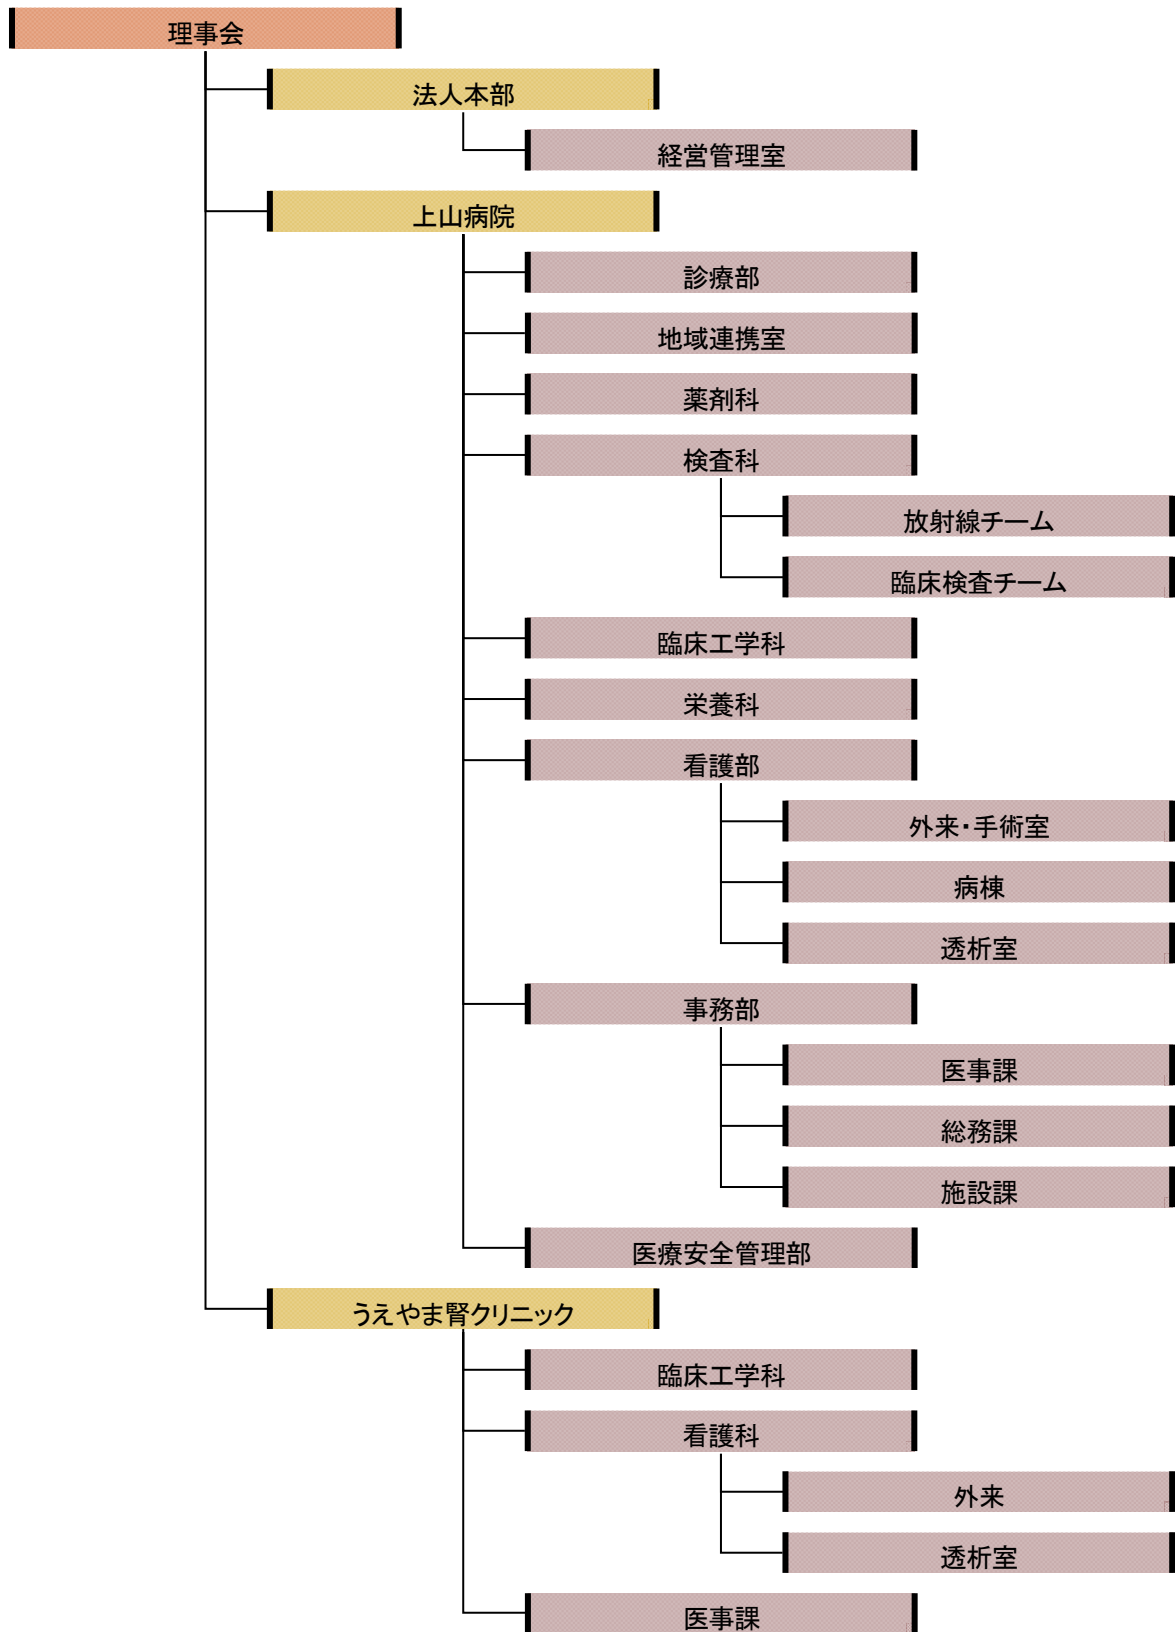 理事会
法人本部
経営管理室
上山病院
診療部
地域連携室
薬剤科
検査科
放射線チーム
臨床検査チーム
臨床工学科
栄養科
看護部
外来・手術室
病棟
透析室
事務部
医事課
総務課
施設課
医療安全管理部
うえやま腎クリニック
臨床工学科
看護科
外来
透析室
医事課